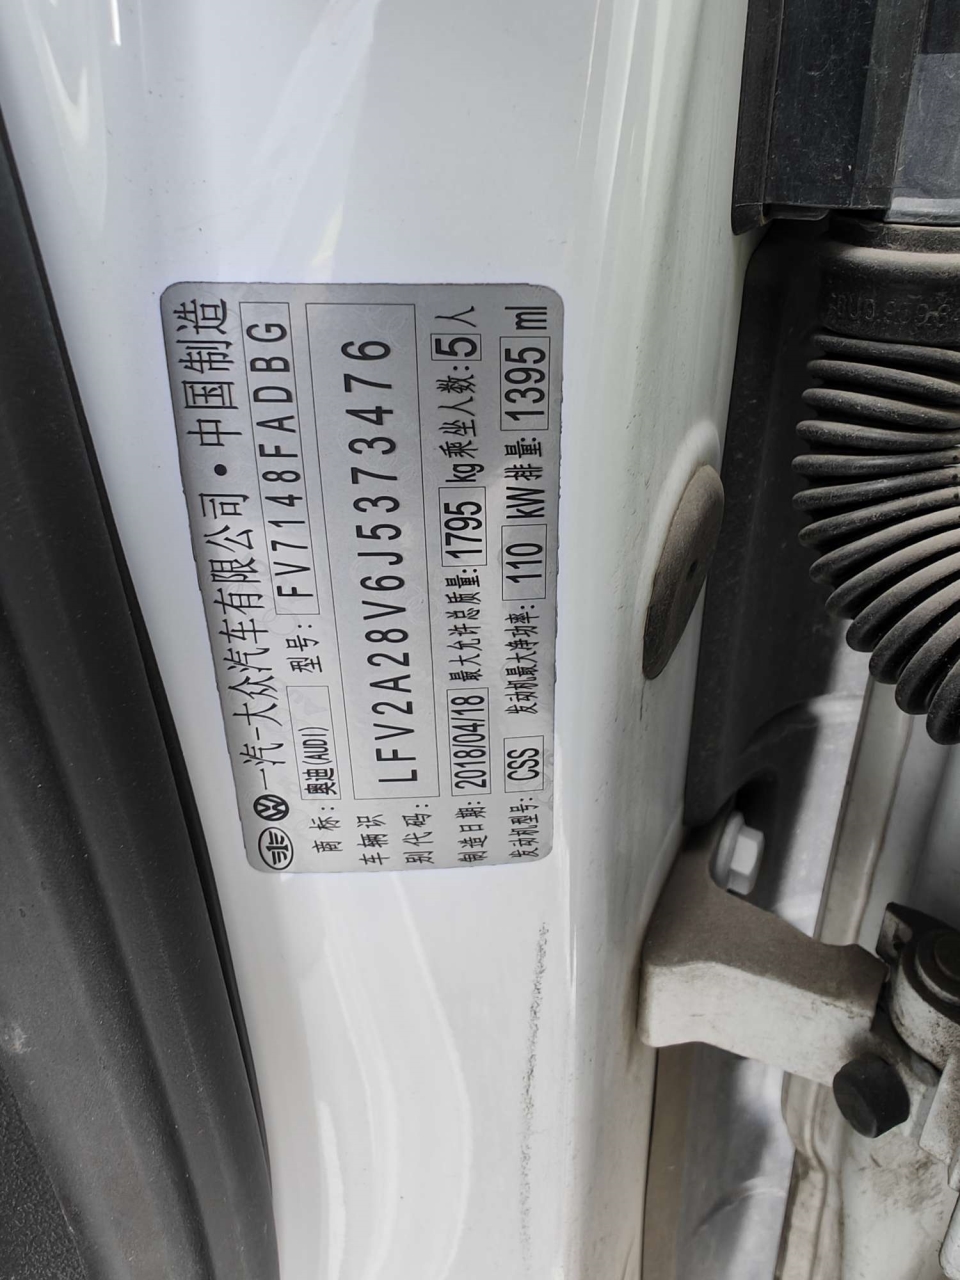 一汽-大众汽车有限公司·中国制造
商标: 奥迪(AUDI) 型号: FV7148FADBG
车辆识别代码: LFV2A28V6J5373476
制造日期: 2018/04/18 最大允许总质量: 1795 kg 乘坐人数: 5 人
发动机型号: CSS 发动机最大净功率: 110 kW 排量: 1395 ml